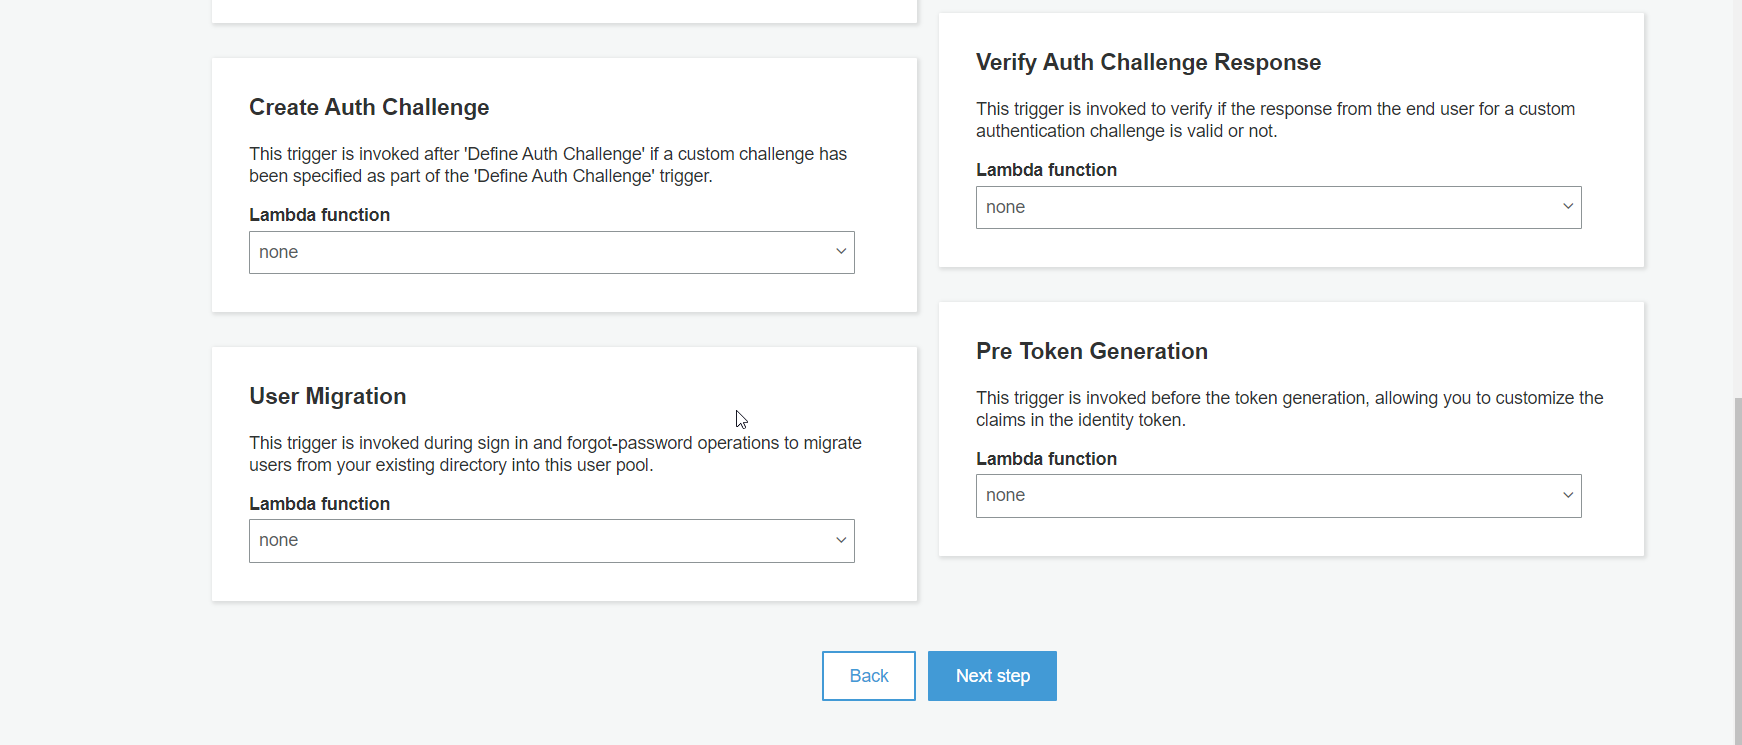 Create Auth Challenge
This trigger is invoked after 'Define Auth Challenge' if a custom challenge has
been specified as part of the 'Define Auth Challenge' trigger.
Lambda function
none
User Migration
This trigger is invoked during sign in and forgot-password operations to migrate
users from your existing directory into this user pool.
Lambda function
none
Verify Auth Challenge Response
This trigger is invoked to verify if the response from the end user for a custom
authentication challenge is valid or not.
Lambda function
none
Pre Token Generation
This trigger is invoked before the token generation, allowing you to customize the
claims in the identity token.
Lambda function
none
Back
Next step